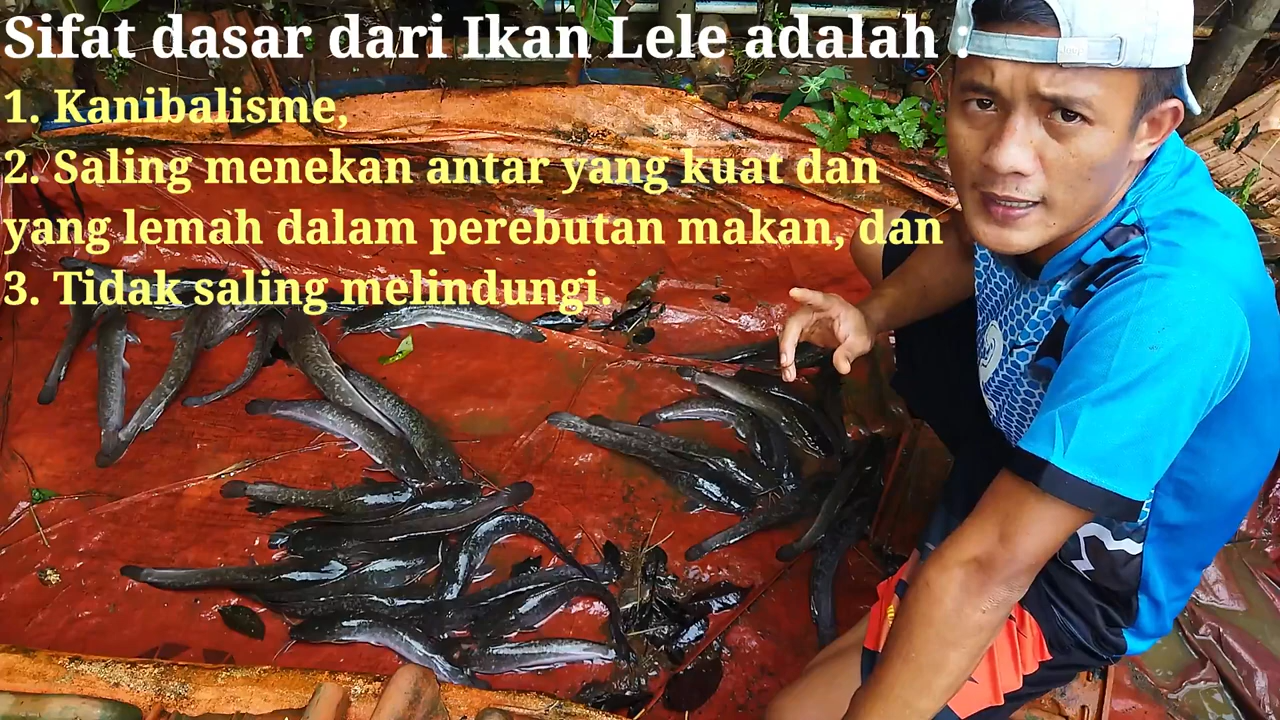 Sifat dasar dari Ikan Lele adalah :
1. Kanibalisme,
2. Saling menekan antar yang kuat dan
yang lemah dalam perebutan makan, dan
3. Tidak saling melindungi.